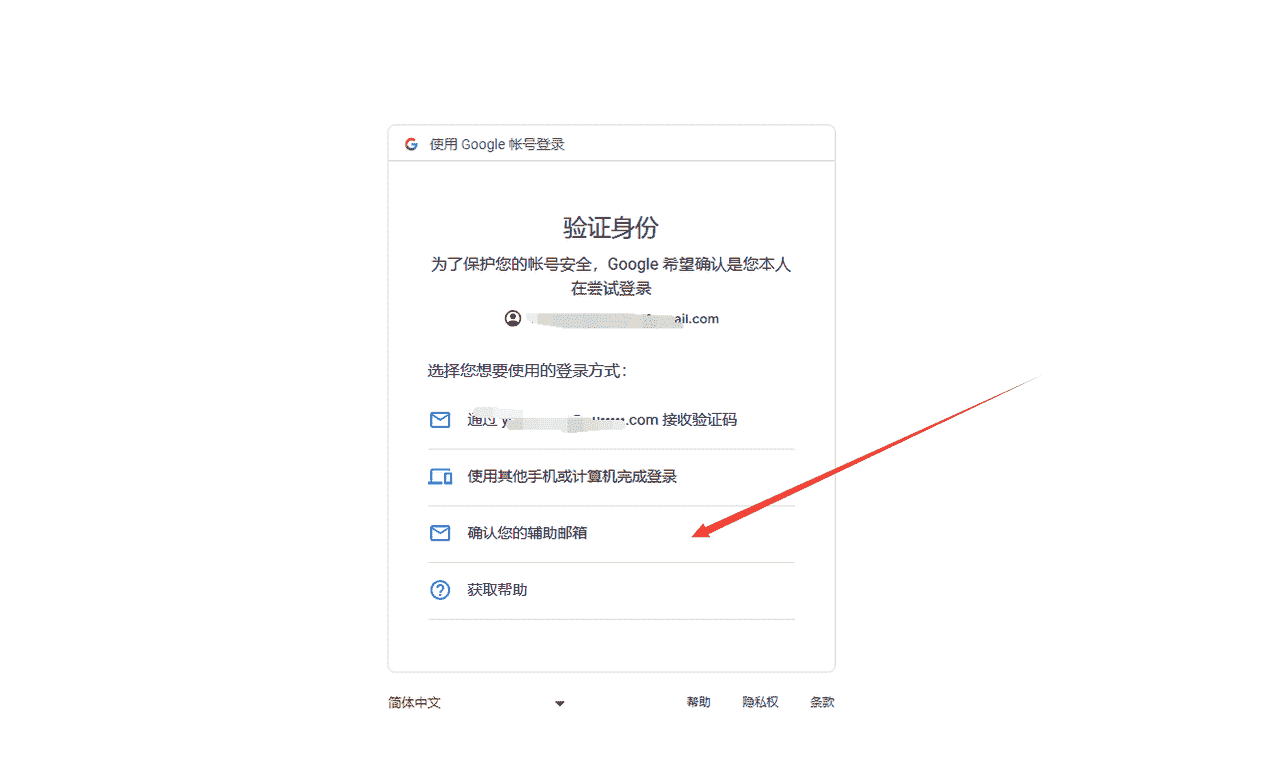 使用 Google 帐号登录
验证身份
为了保护您的帐号安全，Google 希望确认是您本人
在尝试登录
ail.com
选择您想要使用的登录方式：
通过 y .com 接收验证码
使用其他手机或计算机完成登录
确认您的辅助邮箱
获取帮助
简体中文
帮助 隐私权 条款